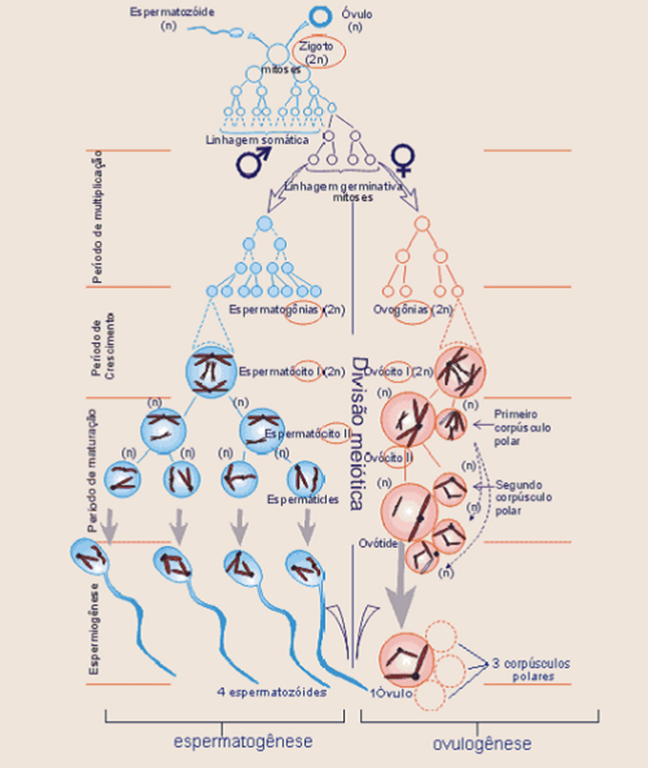 Espermatozóide
(n)
Óvulo
(n)
Zigoto
(2n)
mitoses
Linhagem somática
Linhagem germinativa
mitoses
Período de multiplicação
Espermatogônias (2n)
Ovogônias (2n)
Período de
Crescimento
Espermatócito I (2n)
Ovócito I (2n)
Divisão meiótica
Período de maturação
(n)
(n)
(n)
(n)
Espermatócito II
Primeiro
corpúsculo
polar
(n)
(n)
(n)
(n)
Ovócito II
(n)
(n)
Segundo
corpúsculo
polar
(n)
Espermátides
Ovótide
(n)
Espermiogênese
3 corpúsculos
polares
4 espermatozóides
1Óvulo
espermatogênese
ovulogênese